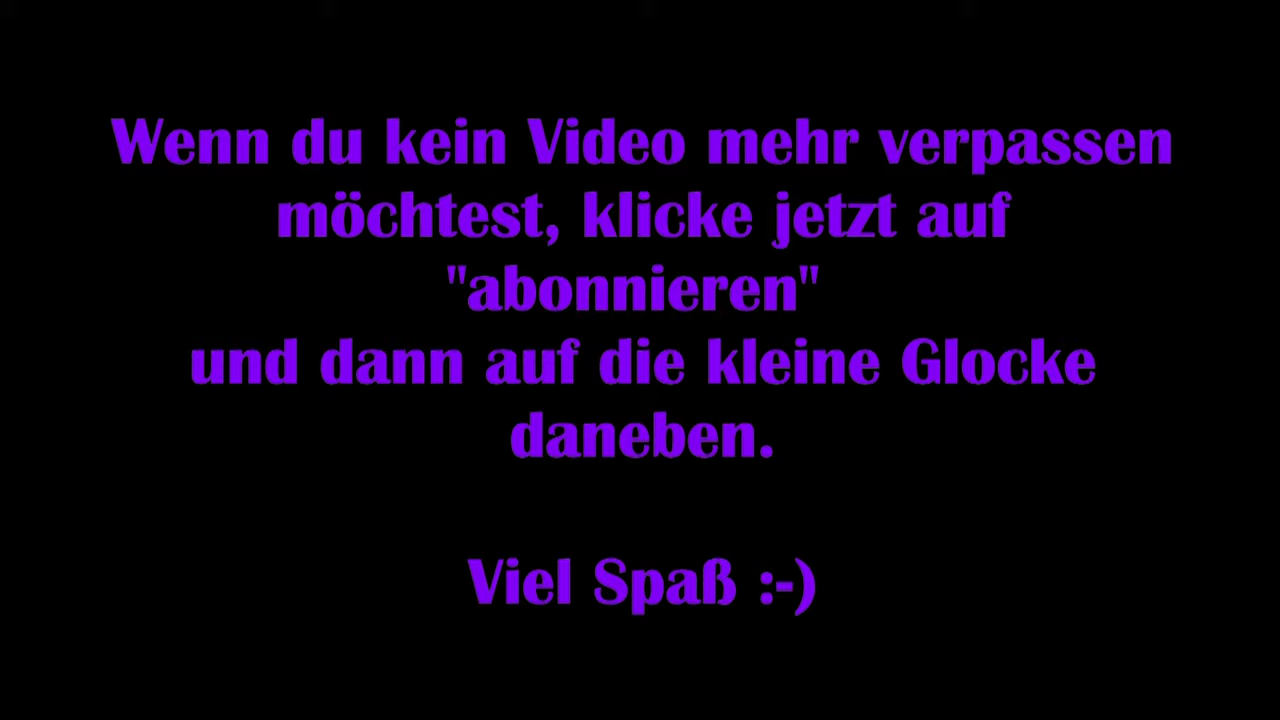 Wenn du kein Video mehr verpassen
möchtest, klicke jetzt auf
"abonnieren"
und dann auf die kleine Glocke
daneben.
Viel Spaß :-)